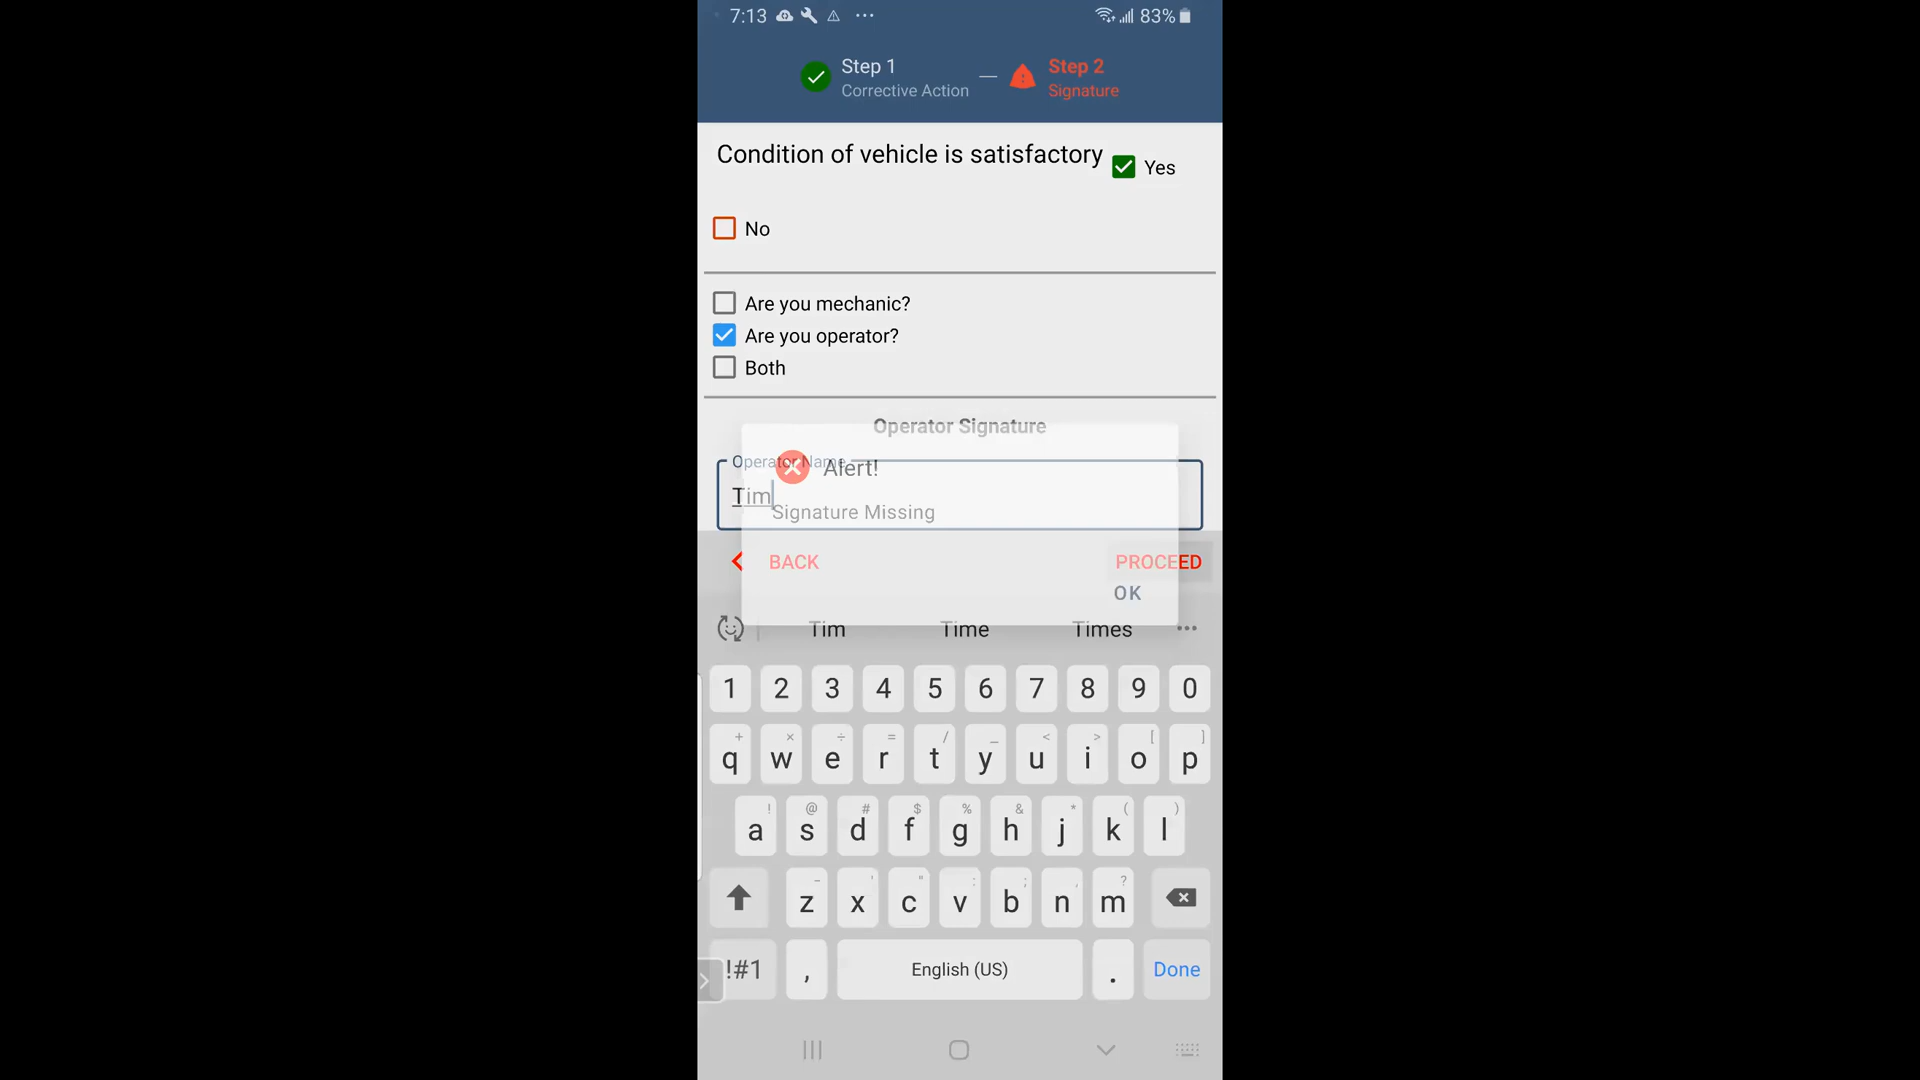 7:13 83%
Step 1 Step 2
Corrective Action Signature
Condition of vehicle is satisfactory Yes
No
Are you mechanic?
Are you operator?
Both
Operator Signature
Operator Name
Alert!
Tim
Signature Missing
BACK PROCEED
OK
Tim Time Times
1 2 3 4 5 6 7 8 9 0
+ × ÷ = / _ < > [ ]
q w e r t y u i o p
! @ # $ % & * ( )
a s d f g h j k l
- ' " : ; , ?
z x c v b n m
!#1 , English (US) . Done